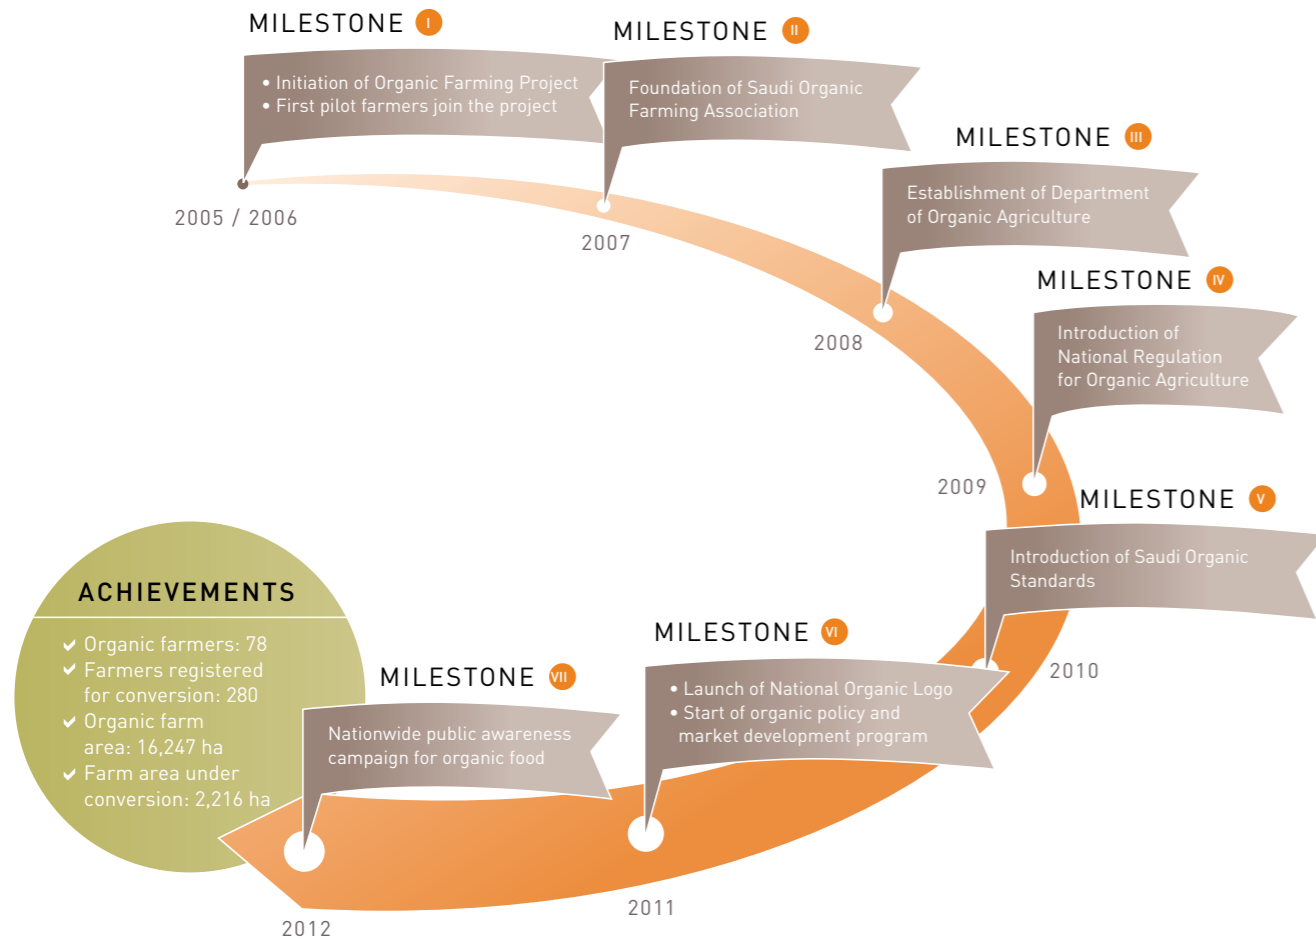 MILESTONE I
• Initiation of Organic Farming Project
• First pilot farmers join the project
2005 / 2006
MILESTONE II
Foundation of Saudi Organic
Farming Association
2007
MILESTONE III
Establishment of Department
of Organic Agriculture
2008
MILESTONE IV
Introduction of
National Regulation
for Organic Agriculture
2009
MILESTONE V
Introduction of Saudi Organic
Standards
2010
MILESTONE VI
• Launch of National Organic Logo
• Start of organic policy and
market development program
2011
MILESTONE VII
Nationwide public awareness
campaign for organic food
2012
ACHIEVEMENTS
✓ Organic farmers: 78
✓ Farmers registered
for conversion: 280
✓ Organic farm
area: 16,247 ha
✓ Farm area under
conversion: 2,216 ha